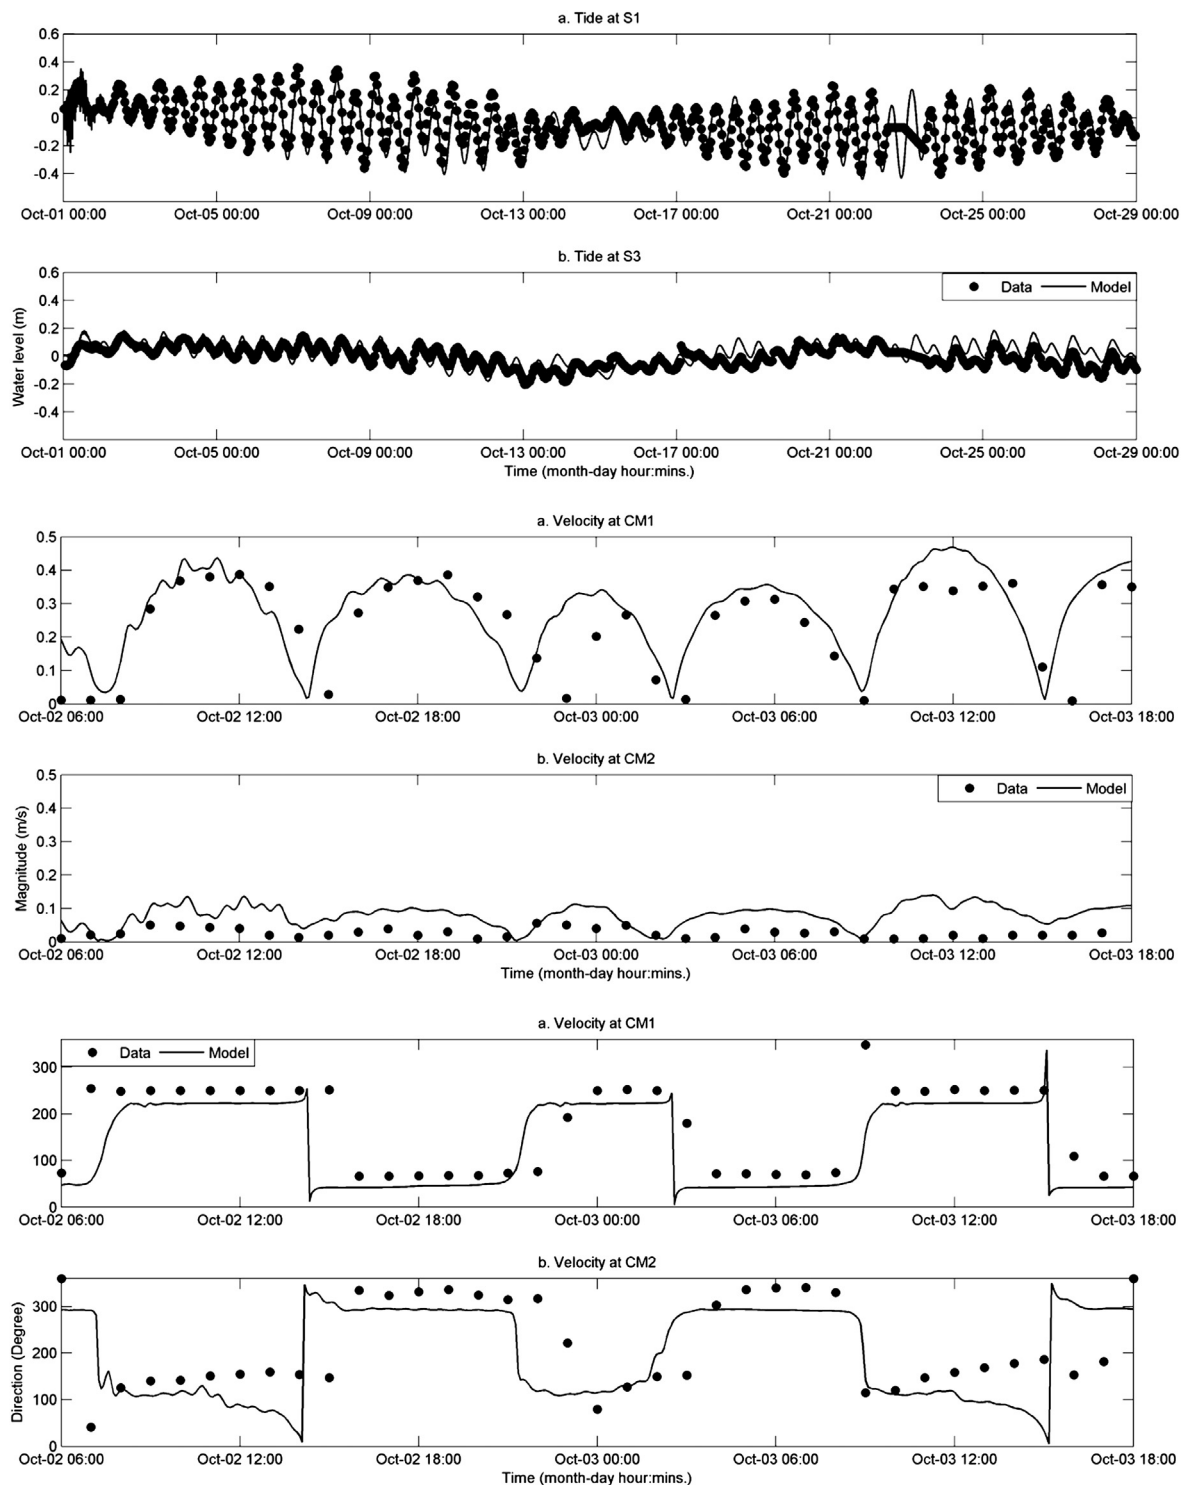 a. Tide at S1
0.6
0.4
0.2
0
-0.2
-0.4
Oct-01 00:00 Oct-05 00:00 Oct-09 00:00 Oct-13 00:00 Oct-17 00:00 Oct-21 00:00 Oct-25 00:00 Oct-29 00:00
b. Tide at S3
0.6
0.4
0.2
0
-0.2
-0.4
Water level (m)
Data Model
Oct-01 00:00 Oct-05 00:00 Oct-09 00:00 Oct-13 00:00 Oct-17 00:00 Oct-21 00:00 Oct-25 00:00 Oct-29 00:00
Time (month-day hour:mins.)
a. Velocity at CM1
0.5
0.4
0.3
0.2
0.1
0
Oct-02 06:00 Oct-02 12:00 Oct-02 18:00 Oct-03 00:00 Oct-03 06:00 Oct-03 12:00 Oct-03 18:00
b. Velocity at CM2
0.5
0.4
0.3
0.2
0.1
0
Magnitude (m/s)
Data Model
Oct-02 06:00 Oct-02 12:00 Oct-02 18:00 Oct-03 00:00 Oct-03 06:00 Oct-03 12:00 Oct-03 18:00
Time (month-day hour:mins.)
a. Velocity at CM1
Data Model
300
200
100
0
Oct-02 06:00 Oct-02 12:00 Oct-02 18:00 Oct-03 00:00 Oct-03 06:00 Oct-03 12:00 Oct-03 18:00
b. Velocity at CM2
300
200
100
0
Direction (Degree)
Oct-02 06:00 Oct-02 12:00 Oct-02 18:00 Oct-03 00:00 Oct-03 06:00 Oct-03 12:00 Oct-03 18:00
Time (month-day hour:mins.)